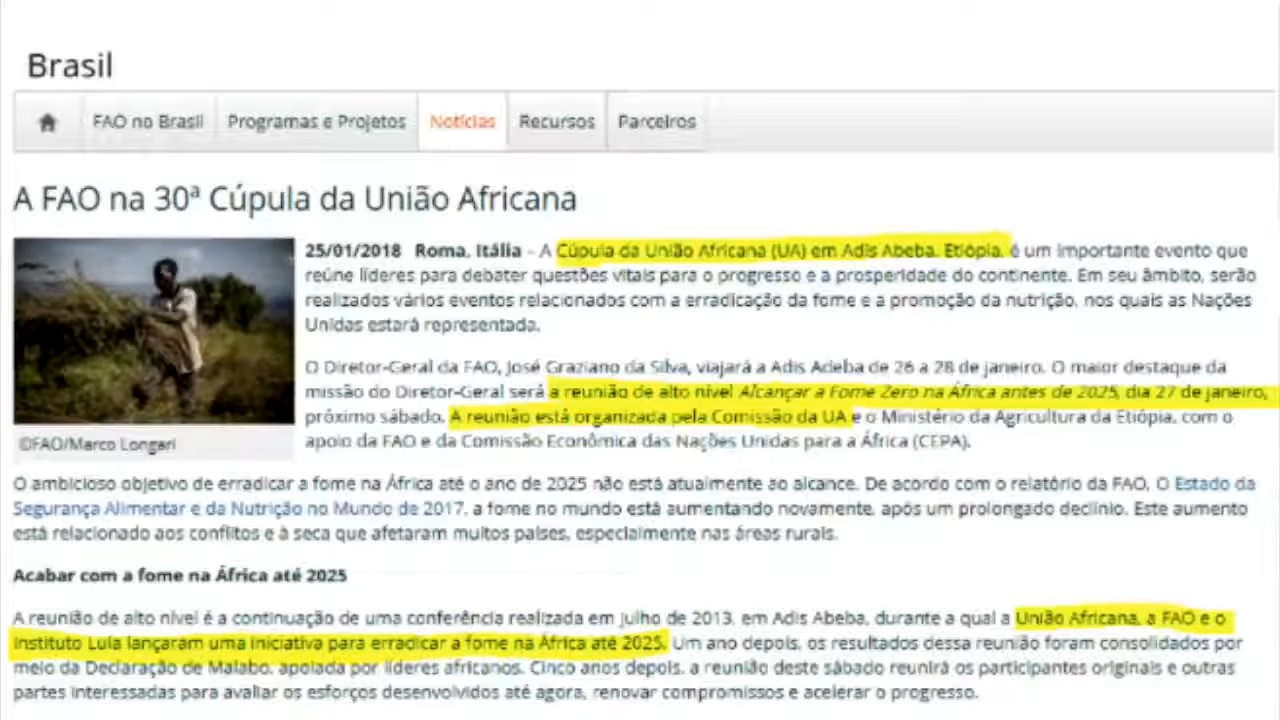 Brasil
FAO no Brasil Programas e Projetos Notícias Recursos Parceiros
A FAO na 30ª Cúpula da União Africana
25/01/2018 Roma, Itália – A Cúpula da União Africana (UA) em Adis Abeba, Etiópia, é um importante evento que
reúne líderes para debater questões vitais para o progresso e a prosperidade do continente. Em seu âmbito, serão
realizados vários eventos relacionados com a erradicação da fome e a promoção da nutrição, nos quais as Nações
Unidas estará representada.
O Diretor-Geral da FAO, José Graziano da Silva, viajará a Adis Adeba de 26 a 28 de janeiro. O maior destaque da
missão do Diretor-Geral será a reunião de alto nível Alcançar a Fome Zero na África antes de 2025, dia 27 de janeiro,
próximo sábado. A reunião está organizada pela Comissão da UA e o Ministério da Agricultura da Etiópia, com o
apoio da FAO e da Comissão Econômica das Nações Unidas para a África (CEPA).
©FAO/Marco Longari
O ambicioso objetivo de erradicar a fome na África até o ano de 2025 não está atualmente ao alcance. De acordo com o relatório da FAO, O Estado da
Segurança Alimentar e da Nutrição no Mundo de 2017, a fome no mundo está aumentando novamente, após um prolongado declínio. Este aumento
está relacionado aos conflitos e à seca que afetaram muitos países, especialmente nas áreas rurais.
Acabar com a fome na África até 2025
A reunião de alto nível é a continuação de uma conferência realizada em julho de 2013, em Adis Abeba, durante a qual a União Africana, a FAO e o
Instituto Lula lançaram uma iniciativa para erradicar a fome na África até 2025. Um ano depois, os resultados dessa reunião foram consolidados por
meio da Declaração de Malabo, apoiada por líderes africanos. Cinco anos depois, a reunião deste sábado reunirá os participantes originais e outras
partes interessadas para avaliar os esforços desenvolvidos até agora, renovar compromissos e acelerar o progresso.